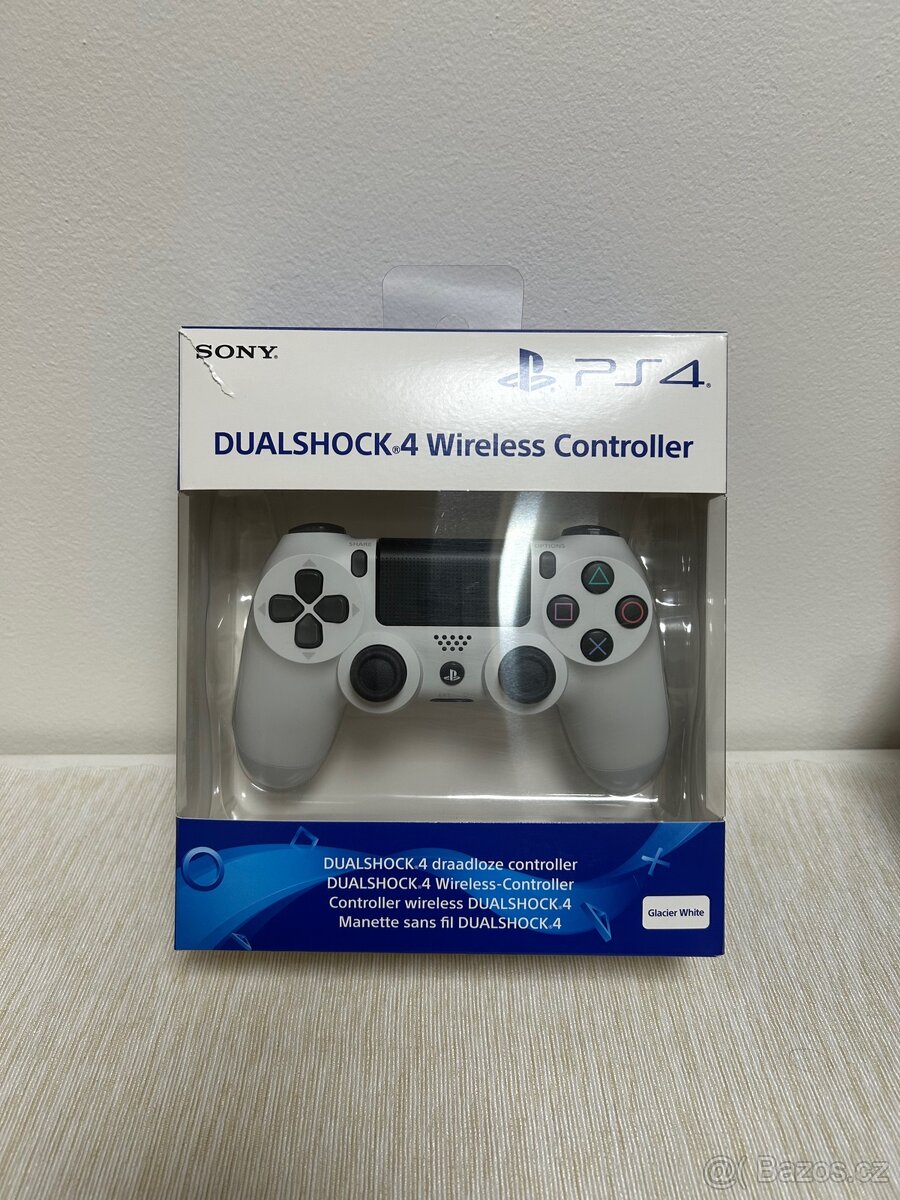 SONY.
PS4.
DUALSHOCK®4 Wireless Controller
SHARE
OPTIONS
DUALSHOCK®4 draadloze controller
DUALSHOCK®4 Wireless-Controller
Controller wireless DUALSHOCK®4
Manette sans fil DUALSHOCK®4
Glacier White
@( Bazos.cz